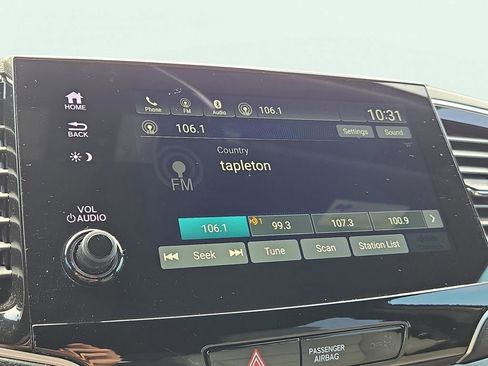 HOME
BACK
VOL
AUDIO
Phone FM Audio 106.1 10:31
106.1 Settings Sound
Country
tapleton
FM
106.1 99.3 107.3 100.9
Seek Tune Scan Station List
PASSENGER
AIRBAG